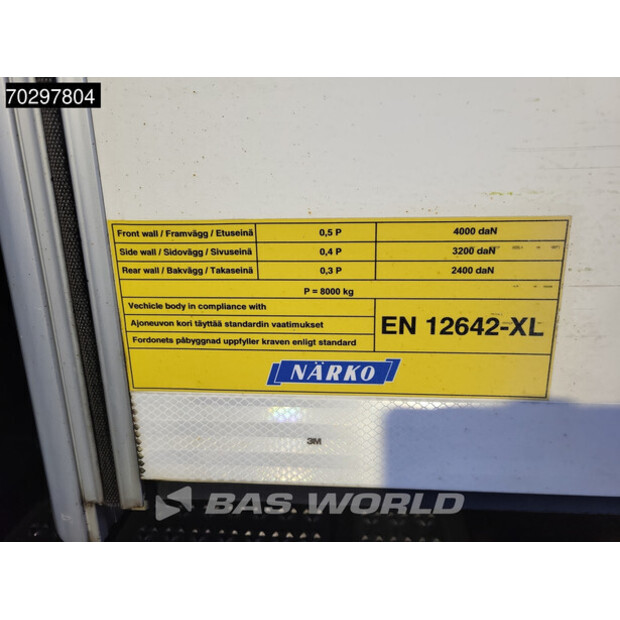 70297804
Front wall / Framvägg / Etuseinä 0,5 P 4000 daN
Side wall / Sidovägg / Sivuseinä 0,4 P 3200 daN
Rear wall / Bakvägg / Takaseinä 0,3 P 2400 daN
P = 8000 kg
Vechicle body in compliance with
Ajoneuvon kori täyttää standardin vaatimukset
Fordonets påbyggnad uppfyller kraven enligt standard
EN 12642-XL
NÄRKO
3M
BAS.WORLD